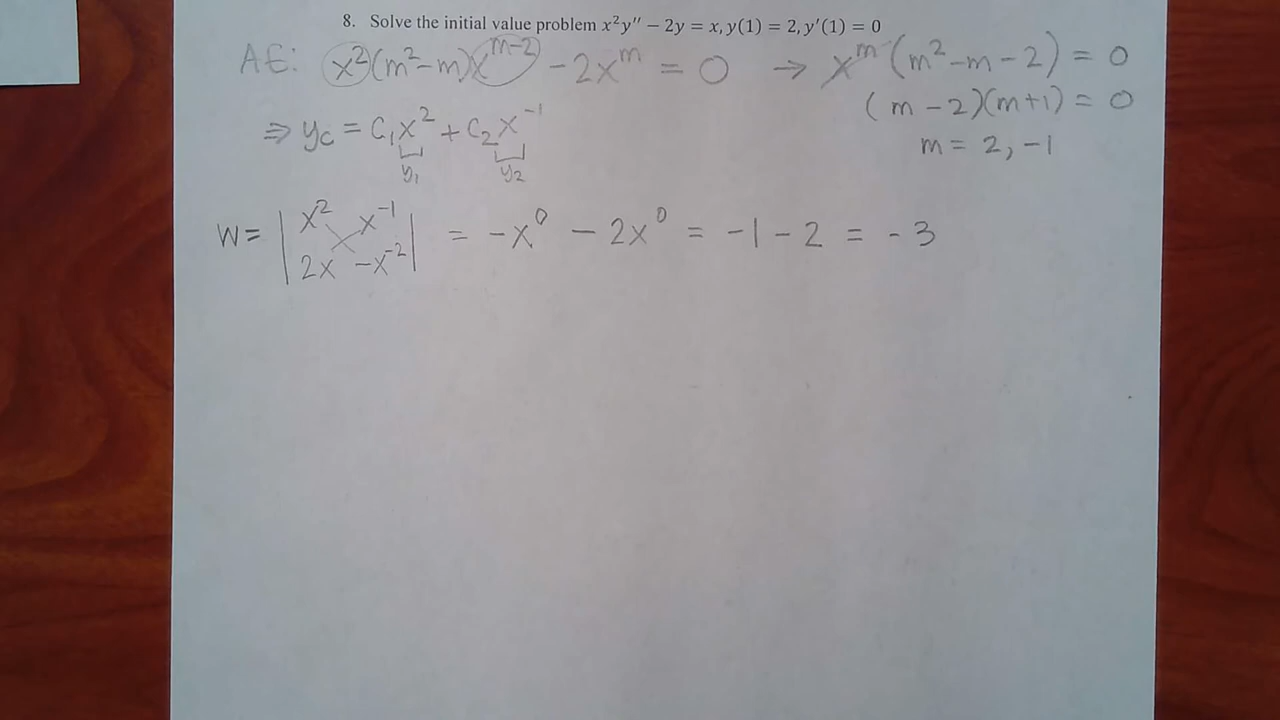 8. Solve the initial value problem x²y″ − 2y = x, y(1) = 2, y′(1) = 0
AE: x²(m²−m)x^(m−2) − 2x^m = 0 → x^m (m²−m−2) = 0
(m−2)(m+1) = 0
⇒ y_c = C₁x² + C₂x⁻¹
m = 2, −1
y₁ y₂
W = | x² x⁻¹ | = −x⁰ − 2x⁰ = −1 − 2 = −3
2x −x⁻²